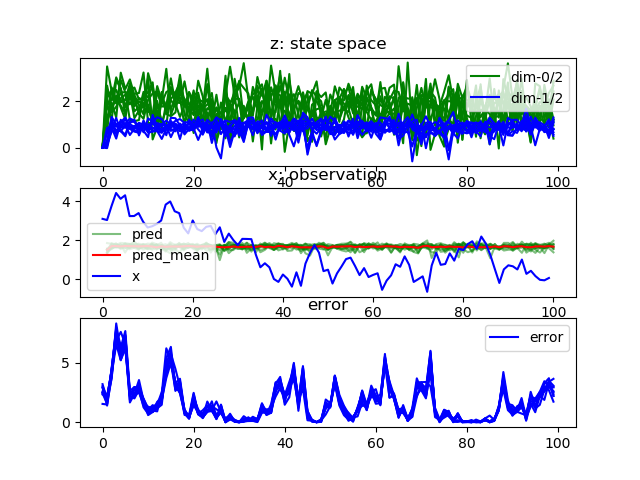 z: state space
2
0
dim-0/2
dim-1/2
0 20 40 60 80 100
x: observation
4
2
0
pred
pred_mean
x
0 20 40 60 80 100
error
5
0
error
0 20 40 60 80 100